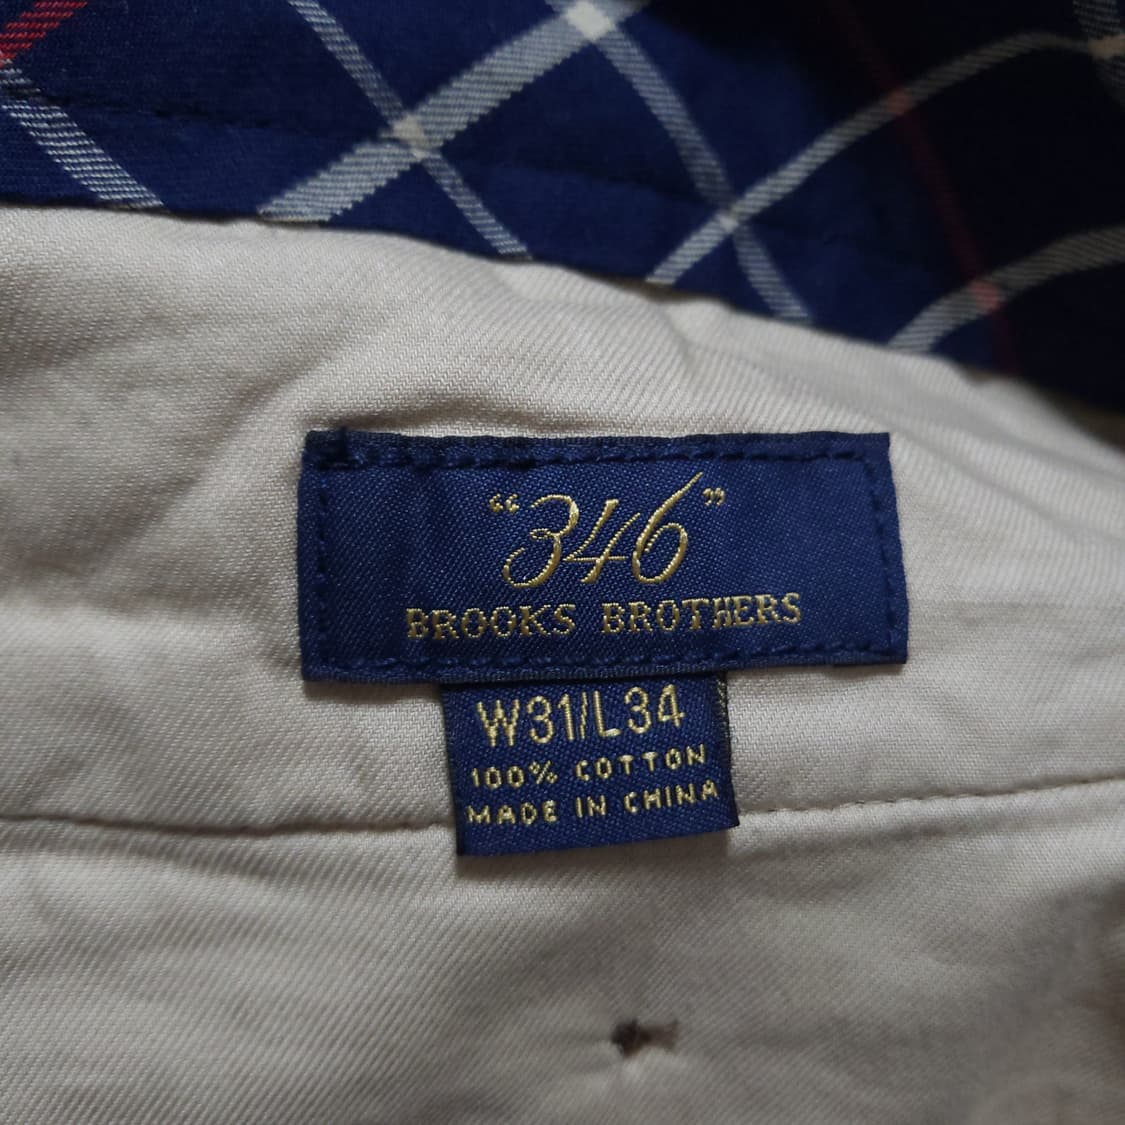 “346”
BROOKS BROTHERS
W31/L34
100% COTTON
MADE IN CHINA